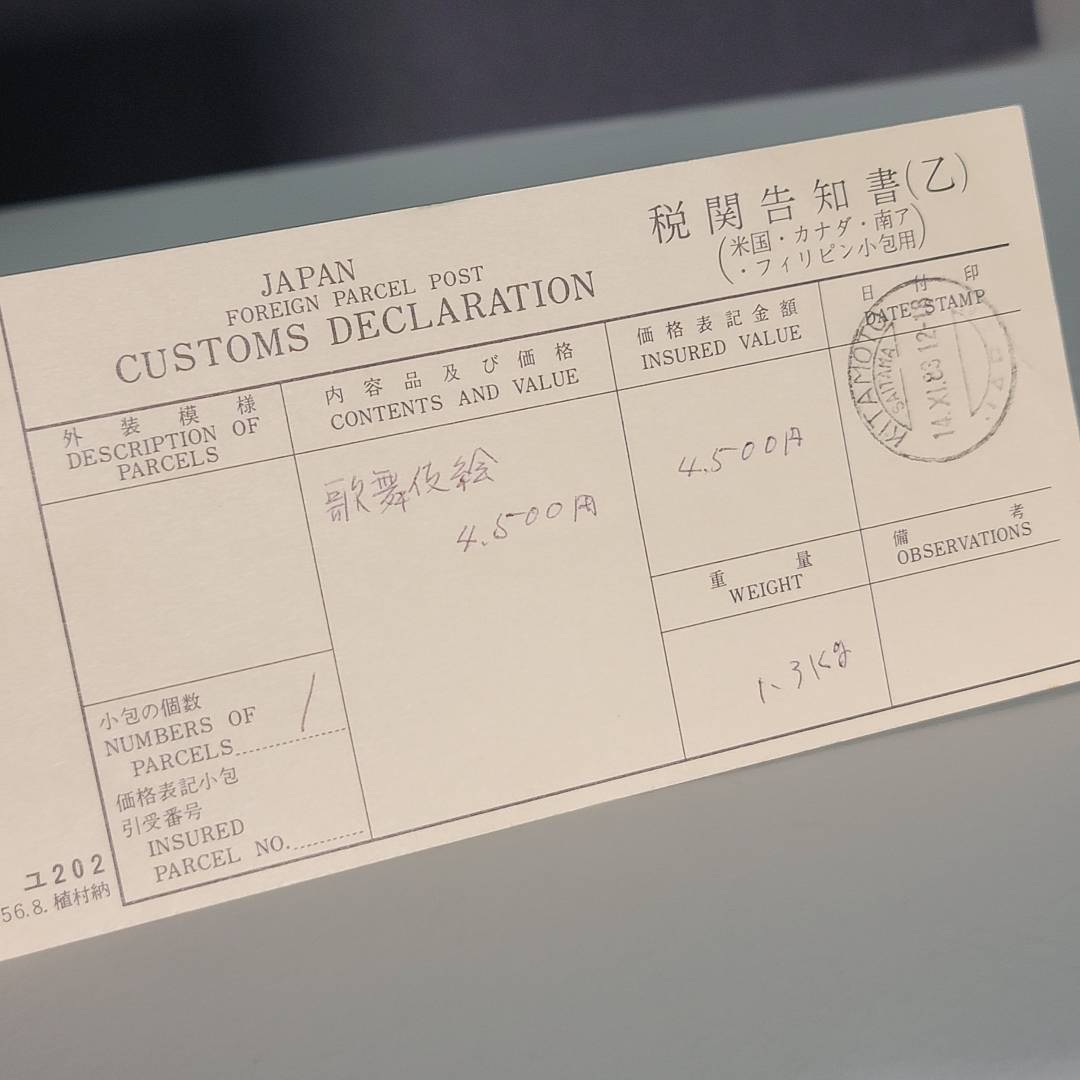 税関告知書(乙)
(米国・カナダ・南ア
・フィリピン小包用)
JAPAN
FOREIGN PARCEL POST
CUSTOMS DECLARATION
外装模様
DESCRIPTION OF
PARCELS
内容品及び価格
CONTENTS AND VALUE
価格表記金額
INSURED VALUE
日付印
DATE STAMP
KITAMOTO
SAITAMA
14.XI.83 12-18
JAPAN
歌舞伎絵
4.500円
4.500円
重量
WEIGHT
備考
OBSERVATIONS
1.3Kg
小包の個数
NUMBERS OF
PARCELS 1
価格表記小包
引受番号
INSURED
PARCEL NO.
ユ202
56.8.植村納